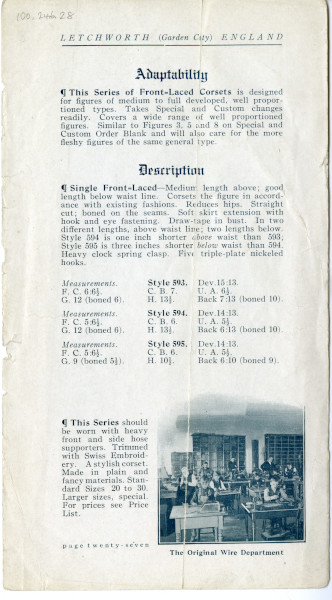 100.246.28
LETCHWORTH (Garden City) ENGLAND
Adaptability
¶ This Series of Front-Laced Corsets is designed
for figures of medium to full developed, well propor-
tioned types. Takes Special and Custom changes
readily. Covers a wide range of well proportioned
figures. Similar to Figures 3, 5 and 8 on Special and
Custom Order Blank and will also care for the more
fleshy figures of the same general type.
Description
¶ Single Front-Laced—Medium length above; good
length below waist line. Corsets the figure in accord-
ance with existing fashions. Reduces hips. Straight
cut; boned on the seams. Soft skirt extension with
hook and eye fastening. Draw-tape in bust. In two
different lengths, above waist line; two lengths below.
Style 594 is one inch shorter above waist than 593;
Style 595 is three inches shorter below waist than 594.
Heavy clock spring clasp. Five triple-plate nickeled
hooks.
Measurements. Style 593. Dev. 15:13.
F. C. 6:6½. C. B. 7. U. A. 6½.
G. 12 (boned 6). H. 13½. Back 7:13 (boned 10).
Measurements. Style 594. Dev. 14:13.
F. C. 6:6½. C. B. 6. U. A. 5½.
G. 12 (boned 6). H. 13½. Back 6:13 (boned 10).
Measurements. Style 595. Dev. 14:13.
F. C. 6:6½. C. B. 6. U. A. 5½.
G. 9 (boned 5½). H. 10½. Back 6:10 (boned 9).
¶ This Series should
be worn with heavy
front and side hose
supporters. Trimmed
with Swiss Embroid-
ery. A stylish corset.
Made in plain and
fancy materials. Stan-
dard Sizes 20 to 30.
Larger sizes, special.
For prices see Price
List.
page twenty-seven
The Original Wire Department